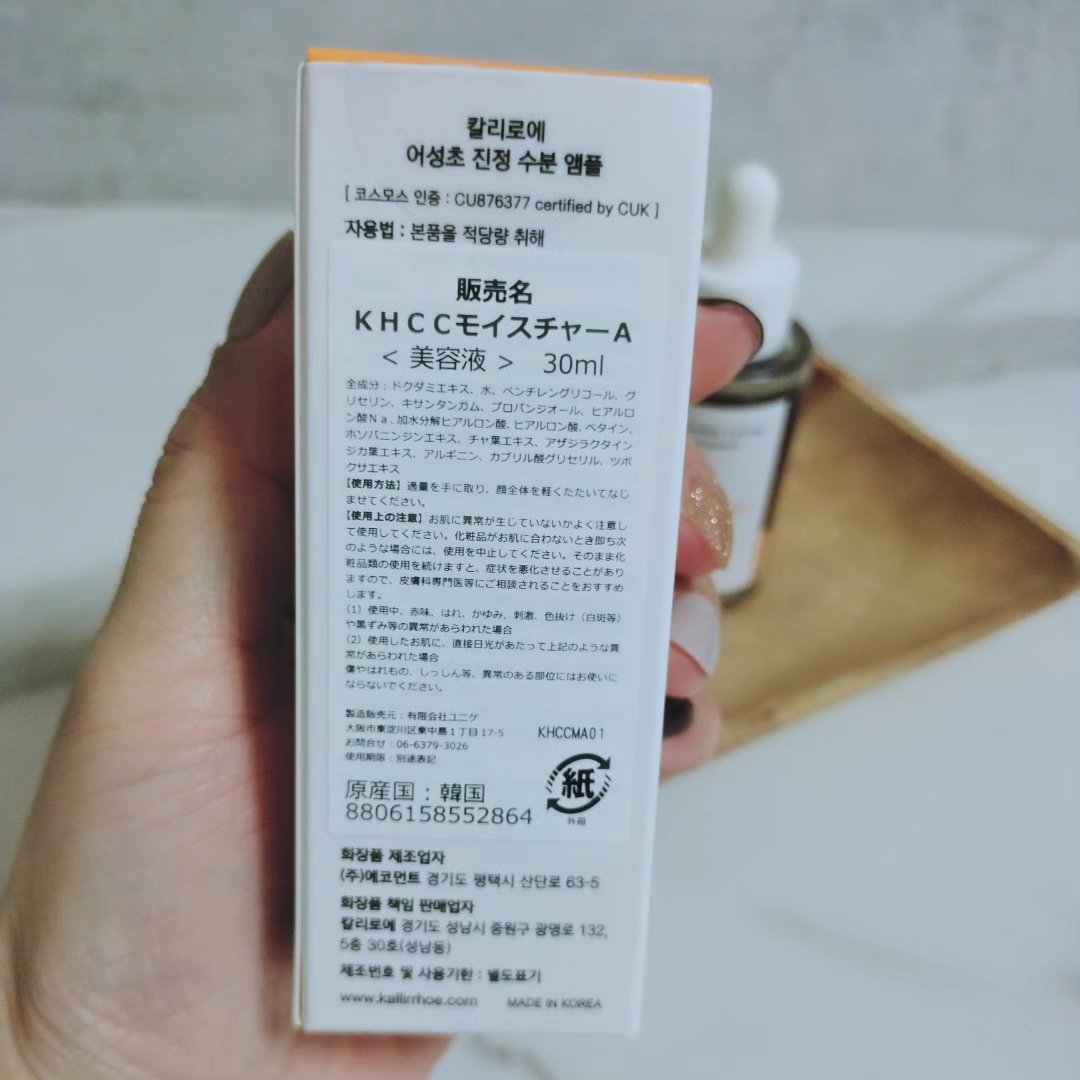 칼리로에
어성초 진정 수분 앰플
[ 코스모스 인증 : CU876377 certified by CUK ]
자용법 : 본품올 적당량 취해
販売名
ＫＨＣＣモイスチャーＡ
< 美容液 > 30ml
全成分：ドクダミエキス、水、ペンチレングリコール、グ
リセリン、キサンタンガム、プロパンジオール、ヒアルロ
ン酸Ｎａ、加水分解ヒアルロン酸、ヒアルロン酸、ベタイン、
ホソバニンジンエキス、チャ葉エキス、アザジラクタイン
ジカ葉エキス、アルギニン、カプリル酸グリセリル、ツボ
クサエキス
【使用方法】適量を手に取り、顔全体を軽くたたいてなじ
ませてください。
【使用上の注意】お肌に異常が生じていないかよく注意し
て使用してください。化粧品がお肌に合わないとき即ち次
のような場合には、使用を中止してください。そのまま化
粧品類の使用を続けますと、症状を悪化させることがあり
ますので、皮膚科専門医等にご相談されることをおすすめ
します。
（1）使用中、赤味、はれ、かゆみ、刺激、色抜け（白斑等）
や黒ずみ等の異常があらわれた場合
（2）使用したお肌に、直接日光があたって上記のような異
常があらわれた場合
傷やはれもの、しっしん等、異常のある部位にはお使いに
ならないでください。
製造販売元：有限会社ユニゲ
大阪市東淀川区東中島１丁目17-5
KHCCMA01
お問合せ：06-6379-3026
使用期限：別途表記
原産国：韓国
8806158552864
紙
外箱
화장품 제조업자
(주)에코먼트 경기도 평택시 산단로 63-5
화장품 책임 판매업자
칼리로에 경기도 성남시 중원구 광명로 132,
5층 30호(성남동)
제조번호 및 사용기한 : 별도표기
www.kallirrhoe.com MADE IN KOREA